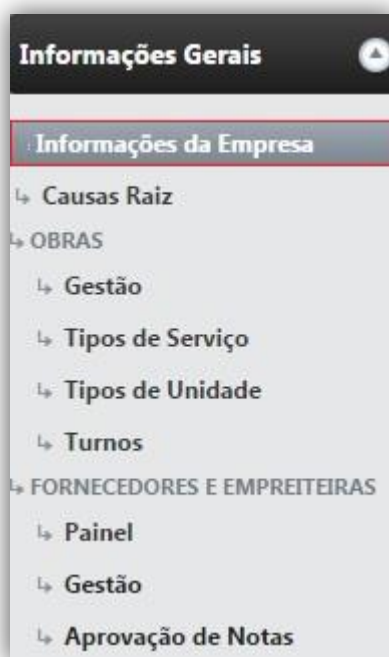 Informações Gerais
Informações da Empresa
Causas Raiz
OBRAS
Gestão
Tipos de Serviço
Tipos de Unidade
Turnos
FORNECEDORES E EMPREITEIRAS
Painel
Gestão
Aprovação de Notas